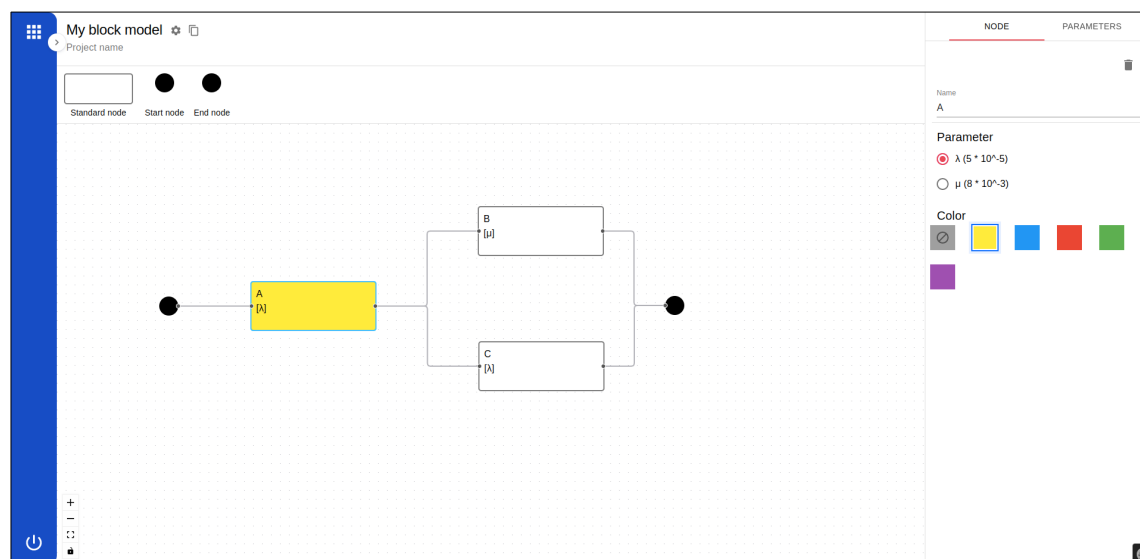 My block model
Project name
Standard node
Start node
End node
A
[λ]
B
[μ]
C
[λ]
NODE
PARAMETERS
Name
A
Parameter
λ (5 * 10^-5)
μ (8 * 10^-3)
Color